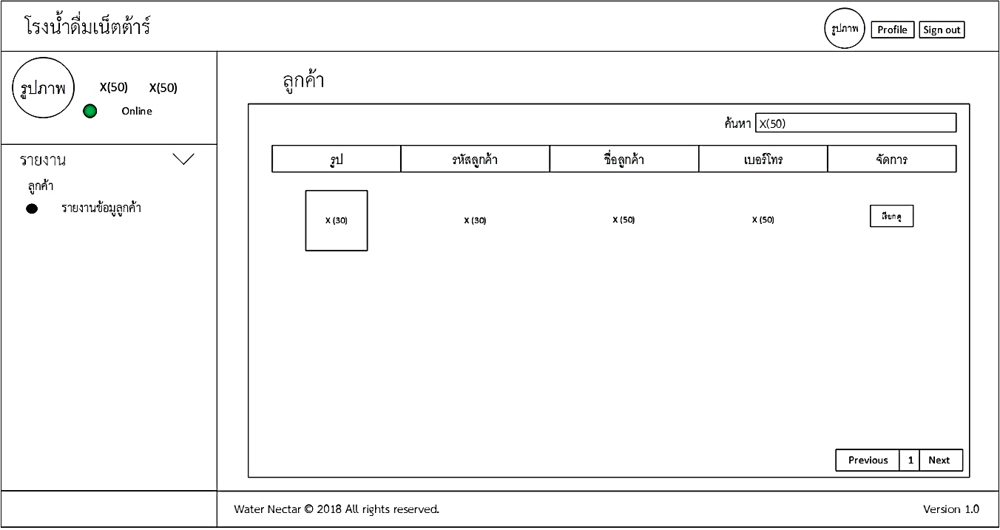 โรงน้ำดื่มเน็ตต้าร์
รูปภาพ Profile Sign out
รูปภาพ X(50) X(50)
Online
รายงาน
ลูกค้า
รายงานข้อมูลูกค้า
ลูกค้า
ค้นหา X(50)
รูป รหัสลูกค้า ชื่อลูกค้า เบอร์โทร จัดการ
X (30) X (30) X (50) X (50) เรียกดู
Previous 1 Next
Water Nectar © 2018 All rights reserved. Version 1.0